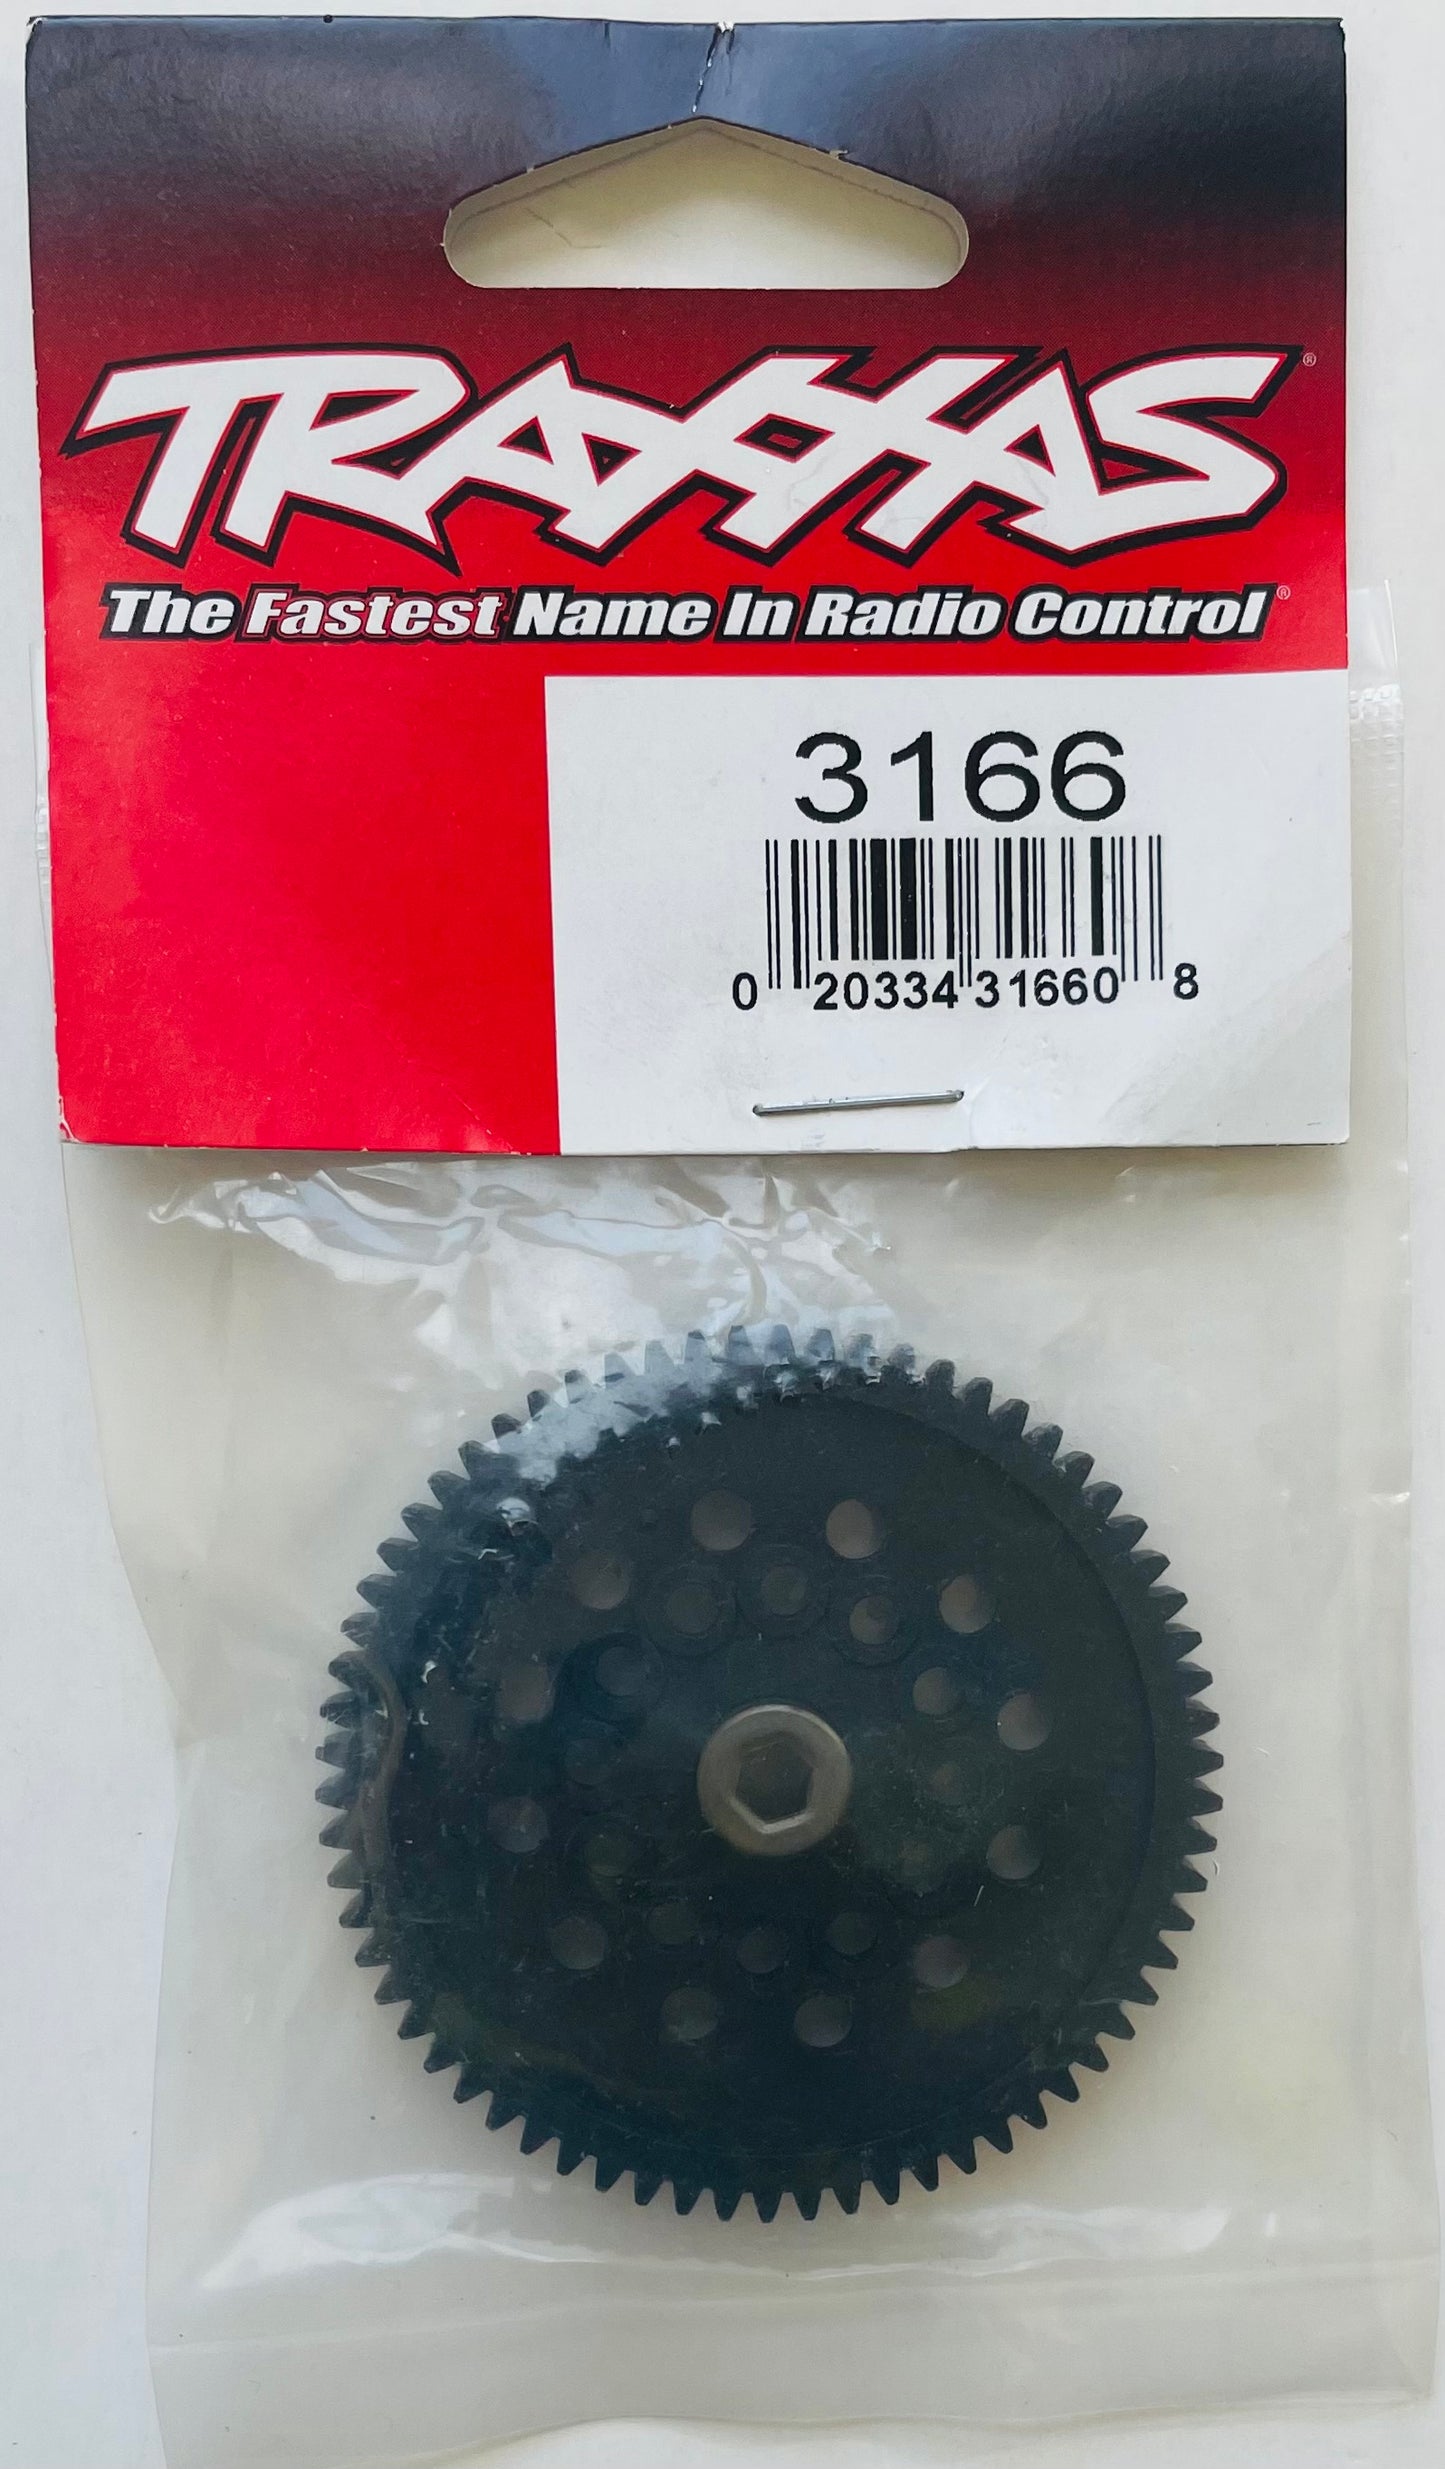 TRAXXAS®
The Fastest Name In Radio Control®
3166
0 20334 31660 8